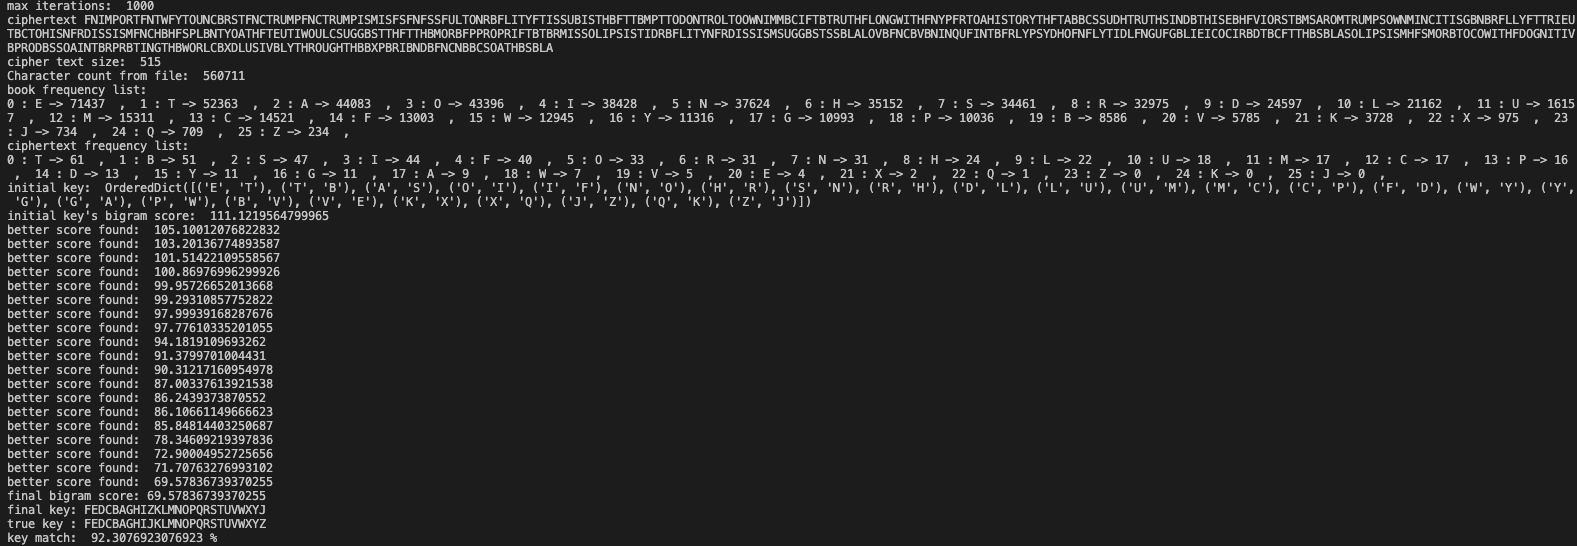 max iterations:  1000
ciphertext FNIMPORTFNTWFYTOUNCBRSTFNCTRUMPFNCTRUMPISMISFSFNFSSFULTONRBFLITYFTISSUBISTHBFTTBMPTTODONTROLTOOWNIMMBCIFTBTRUTHFLONGWITHFNYPFRTOAHISTORYTHFTABBCSSUDHTRUTHSINDBTHISEBHFVIORSTBMSAROMTRUMPSOWNMINCITISGBNBRFLLYFTTRIEU
TBCTOHISNFRDISSISMFNCHBHFSPLBNTYOATHFTEUTIWOULCSUGGBSTTHFTTHBMORBFPPROPRIFTBTBRMISSOLIPSISTIDRBFLITYNFRDISSISMSUGGBSTSSBLALOVBFNCBVBNINQUFINTBFRLYPSYDHOFNFLYTIDLFNGUFGBLIEICOCIRBDTBCFTTHBSBLASOLIPSISMHFSMORBTOCOWITHFDOGNITIV
BPRODBSSOAINTBRPRBTINGTHBWORLCBXDLUSIVBLYTHROUGHTHBBXPBRIBNDBFNCNBBCSOATHBSBLA
cipher text size:  515
Character count from file:  560711
book frequency list:
0 : E -> 71437  ,  1 : T -> 52363  ,  2 : A -> 44083  ,  3 : O -> 43396  ,  4 : I -> 38428  ,  5 : N -> 37624  ,  6 : H -> 35152  ,  7 : S -> 34461  ,  8 : R -> 32975  ,  9 : D -> 24597  ,  10 : L -> 21162  ,  11 : U -> 1615
7  ,  12 : M -> 15311  ,  13 : C -> 14521  ,  14 : F -> 13003  ,  15 : W -> 12945  ,  16 : Y -> 11316  ,  17 : G -> 10993  ,  18 : P -> 10036  ,  19 : B -> 8586  ,  20 : V -> 5785  ,  21 : K -> 3728  ,  22 : X -> 975  ,  23
: J -> 734  ,  24 : Q -> 709  ,  25 : Z -> 234  ,
ciphertext frequency list:
0 : T -> 61  ,  1 : B -> 51  ,  2 : S -> 47  ,  3 : I -> 44  ,  4 : F -> 40  ,  5 : O -> 33  ,  6 : R -> 31  ,  7 : N -> 31  ,  8 : H -> 24  ,  9 : L -> 22  ,  10 : U -> 18  ,  11 : M -> 17  ,  12 : C -> 17  ,  13 : P -> 16
,  14 : D -> 13  ,  15 : Y -> 11  ,  16 : G -> 11  ,  17 : A -> 9  ,  18 : W -> 7  ,  19 : V -> 5  ,  20 : E -> 4  ,  21 : X -> 2  ,  22 : Q -> 1  ,  23 : Z -> 0  ,  24 : K -> 0  ,  25 : J -> 0  ,
initial key:  OrderedDict([('E', 'T'), ('T', 'B'), ('A', 'S'), ('O', 'I'), ('I', 'F'), ('N', 'O'), ('H', 'R'), ('S', 'N'), ('R', 'H'), ('D', 'L'), ('L', 'U'), ('U', 'M'), ('M', 'C'), ('C', 'P'), ('F', 'D'), ('W', 'Y'), ('Y',
 'G'), ('G', 'A'), ('P', 'W'), ('B', 'V'), ('V', 'E'), ('K', 'X'), ('X', 'Q'), ('J', 'Z'), ('Q', 'K'), ('Z', 'J')])
initial key's bigram score:  111.1219564799965
better score found:  105.10012076822832
better score found:  103.20136774893587
better score found:  101.51422109558567
better score found:  100.86976996299926
better score found:  99.95726652013668
better score found:  99.29310857752822
better score found:  97.99939168287676
better score found:  97.77610335201055
better score found:  94.1819109693262
better score found:  91.3799701004431
better score found:  90.31217160954978
better score found:  87.00337613921538
better score found:  86.2439373870552
better score found:  86.10661149666623
better score found:  85.84814403250687
better score found:  78.34609219397836
better score found:  72.90004952725656
better score found:  71.70763276993102
better score found:  69.57836739370255
final bigram score: 69.57836739370255
final key: FEDCBAGHIZKLMNOPQRSTUVWXYJ
true key : FEDCBAGHIJKLMNOPQRSTUVWXYZ
key match:  92.3076923076923 %